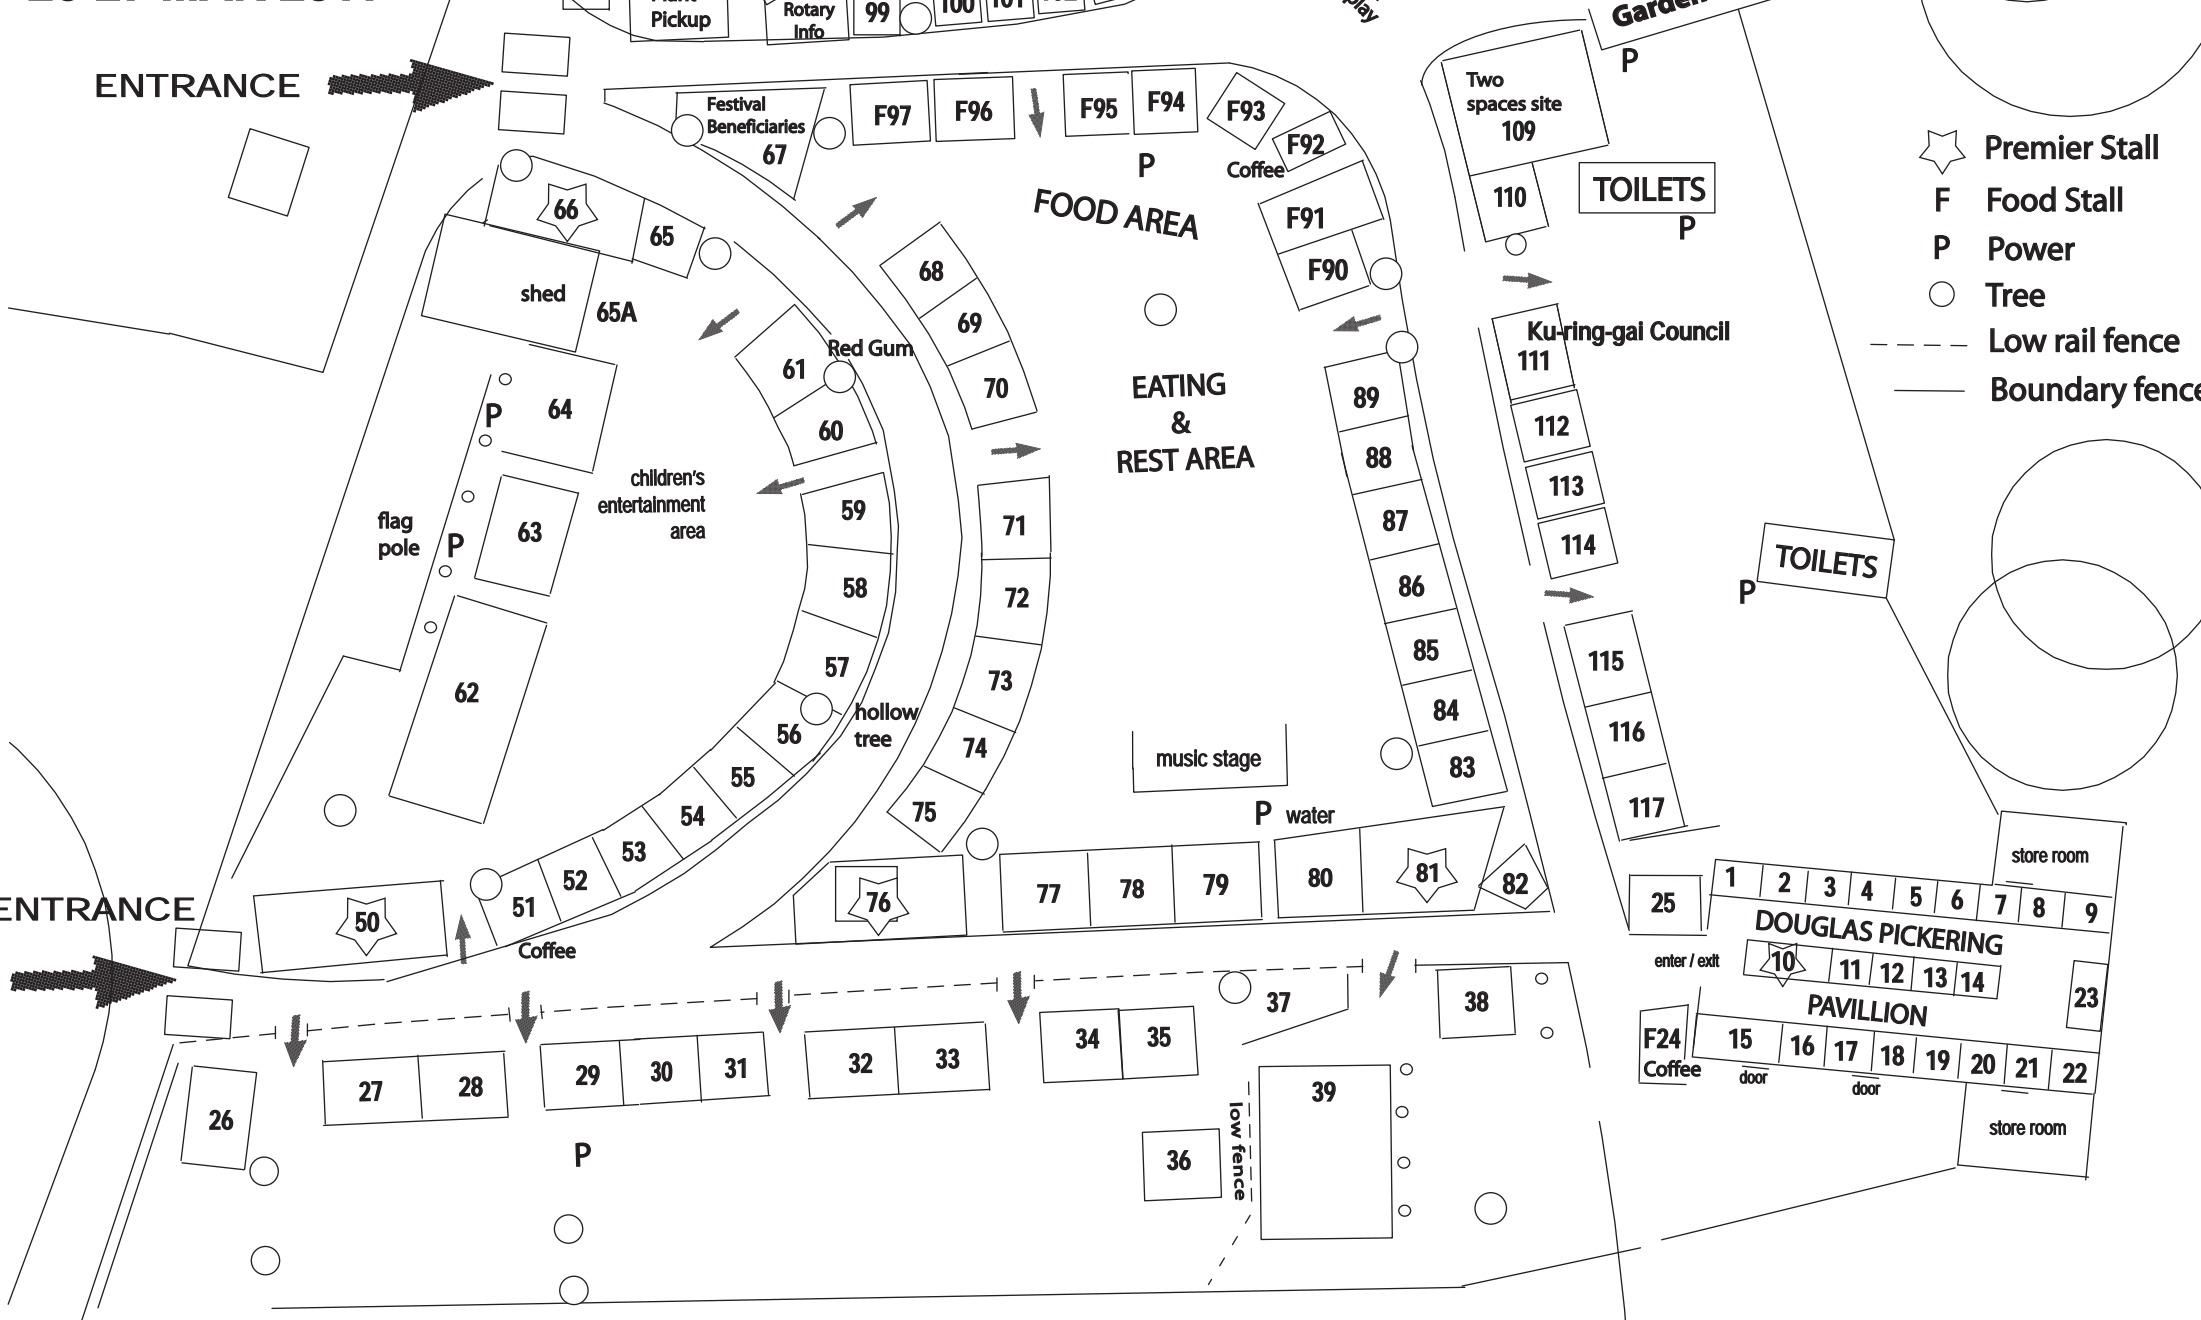 Pickup
Rotary
Info
99
100
101
play
Garden
P
ENTRANCE
Two
spaces site
109
110
TOILETS
P
Premier Stall
F Food Stall
P Power
Tree
Low rail fence
Boundary fence
Festival
Beneficiaries
67
F97
F96
F95
F94
F93
F92
Coffee
F91
F90
P
FOOD AREA
66
65
shed
65A
68
69
70
Red Gum
61
60
64
P
children's
entertainment
area
flag
pole
P
63
62
EATING
&
REST AREA
59
58
57
56
55
54
53
52
51
hollow
tree
71
72
73
74
75
89
88
87
86
85
84
83
Ku-ring-gai Council
111
112
113
114
115
116
117
TOILETS
P
music stage
P water
ENTRANCE
50
Coffee
76
77
78
79
80
81
82
25
1 2 3 4 5 6 7 8 9
store room
DOUGLAS PICKERING
enter / exit
10 11 12 13 14
23
PAVILLION
F24
Coffee
15 16 17 18 19 20 21 22
door
door
store room
26
27
28
29
30
31
32
33
34
35
36
37
38
39
low fence
P